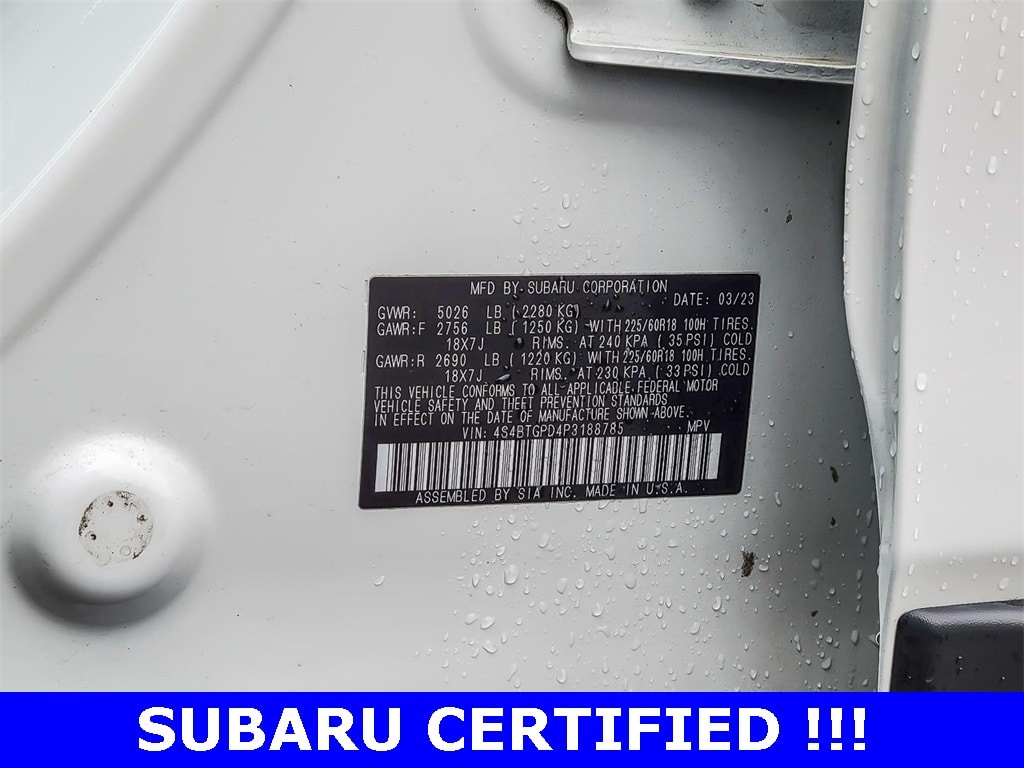 MFD BY·SUBARU CORPORATION
DATE: 03/23
GVWR: 5026 LB ( 2280 KG)
GAWR:F 2756 LB ( 1250 KG) WITH 225/60R18 100H TIRES.
18X7J RIMS. AT 240 KPA ( 35 PSI) COLD
GAWR:R 2690 LB ( 1220 KG) WITH 225/60R18 100H TIRES.
18X7J RIMS. AT 230 KPA ( 33 PSI) COLD
THIS VEHICLE CONFORMS TO ALL APPLICABLE FEDERAL MOTOR
VEHICLE SAFETY AND THEFT PREVENTION STANDARDS
IN EFFECT ON THE DATE OF MANUFACTURE SHOWN ABOVE.
VIN: 4S4BTGPD4P3188785 MPV
ASSEMBLED BY SIA INC. MADE IN U.S.A.
SUBARU CERTIFIED !!!